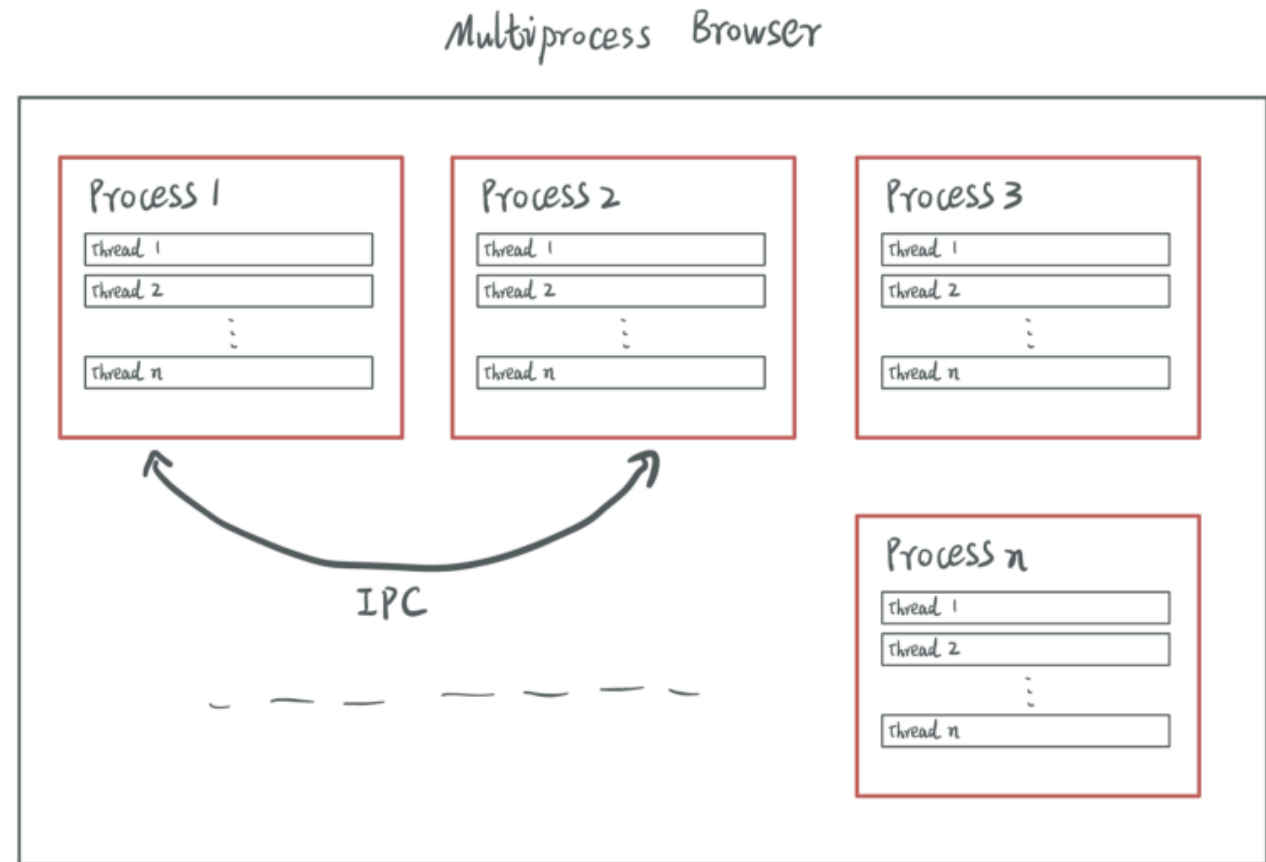 Multiprocess Browser
Process 1
Thread 1
Thread 2
Thread n
Process 2
Thread 1
Thread 2
Thread n
Process 3
Thread 1
Thread 2
Thread n
IPC
Process n
Thread 1
Thread 2
Thread n